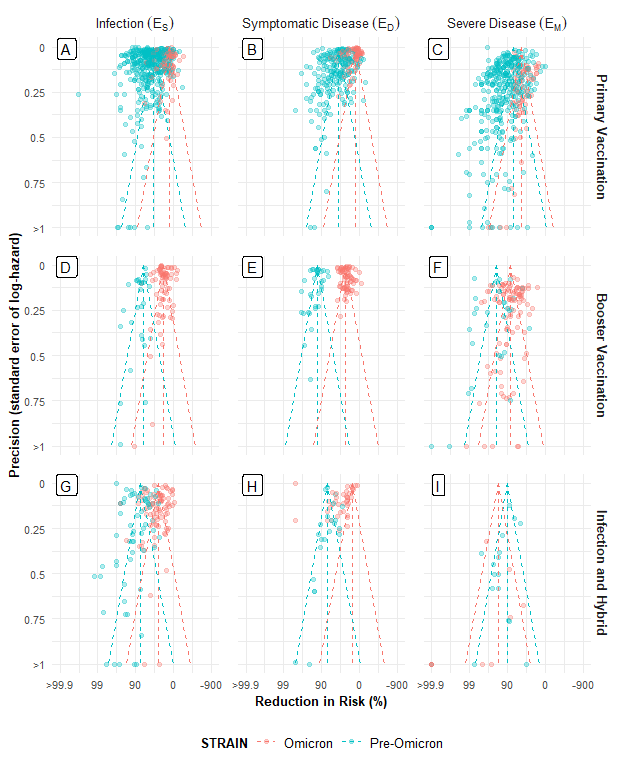 Infection (E_S)
Symptomatic Disease (E_D)
Severe Disease (E_M)
A
B
C
0
0.25
0.5
0.75
>1
Primary Vaccination
D
E
F
0
0.25
0.5
0.75
>1
Booster Vaccination
G
H
I
0
0.25
0.5
0.75
>1
Infection and Hybrid
Precision (standard error of log-hazard)
>99.9 99 90 0 -900
>99.9 99 90 0 -900
>99.9 99 90 0 -900
Reduction in Risk (%)
STRAIN Omicron Pre-Omicron